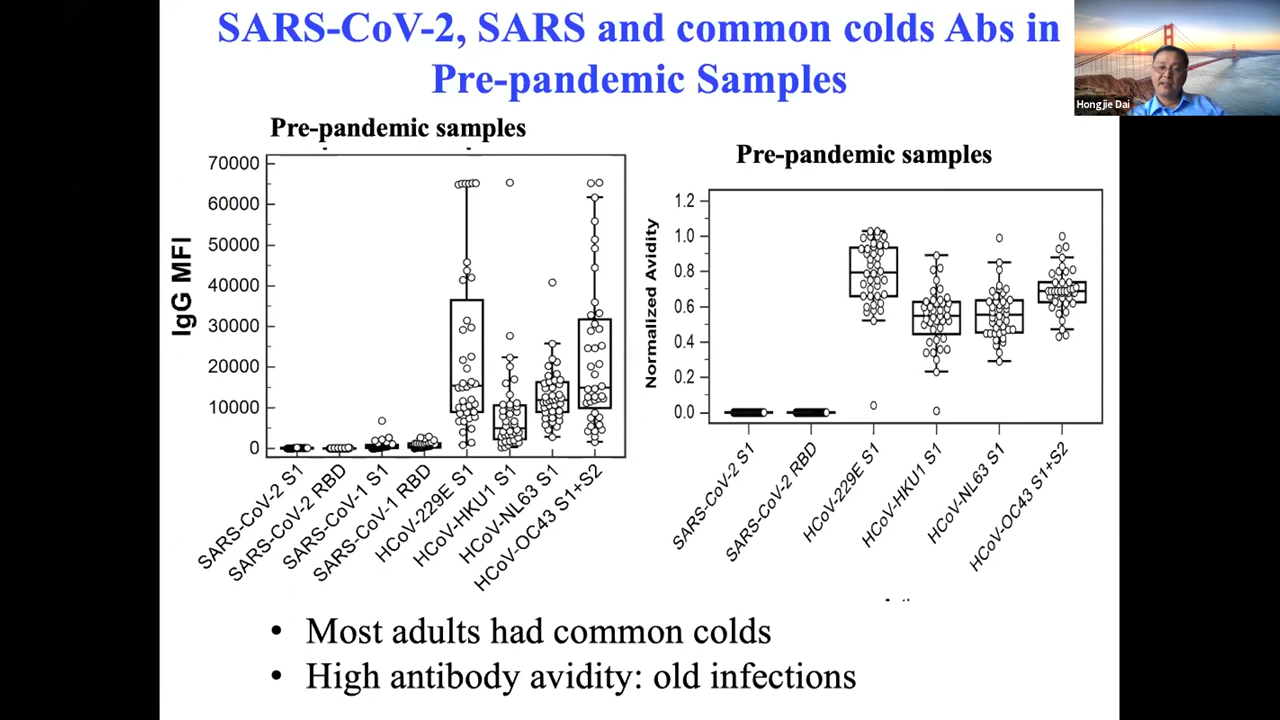 SARS-CoV-2, SARS and common colds Abs in
Pre-pandemic Samples
Hongjie Dai
Pre-pandemic samples
IgG MFI
70000
60000
50000
40000
30000
20000
10000
0
SARS-CoV-2 S1
SARS-CoV-2 RBD
SARS-CoV-1 S1
SARS-CoV-1 RBD
HCoV-229E S1
HCoV-HKU1 S1
HCoV-NL63 S1
HCoV-OC43 S1+S2
Pre-pandemic samples
Normalized Avidity
1.2
1.0
0.8
0.6
0.4
0.2
0.0
SARS-CoV-2 S1
SARS-CoV-2 RBD
HCoV-229E S1
HCoV-HKU1 S1
HCoV-NL63 S1
HCoV-OC43 S1+S2
• Most adults had common colds
• High antibody avidity: old infections